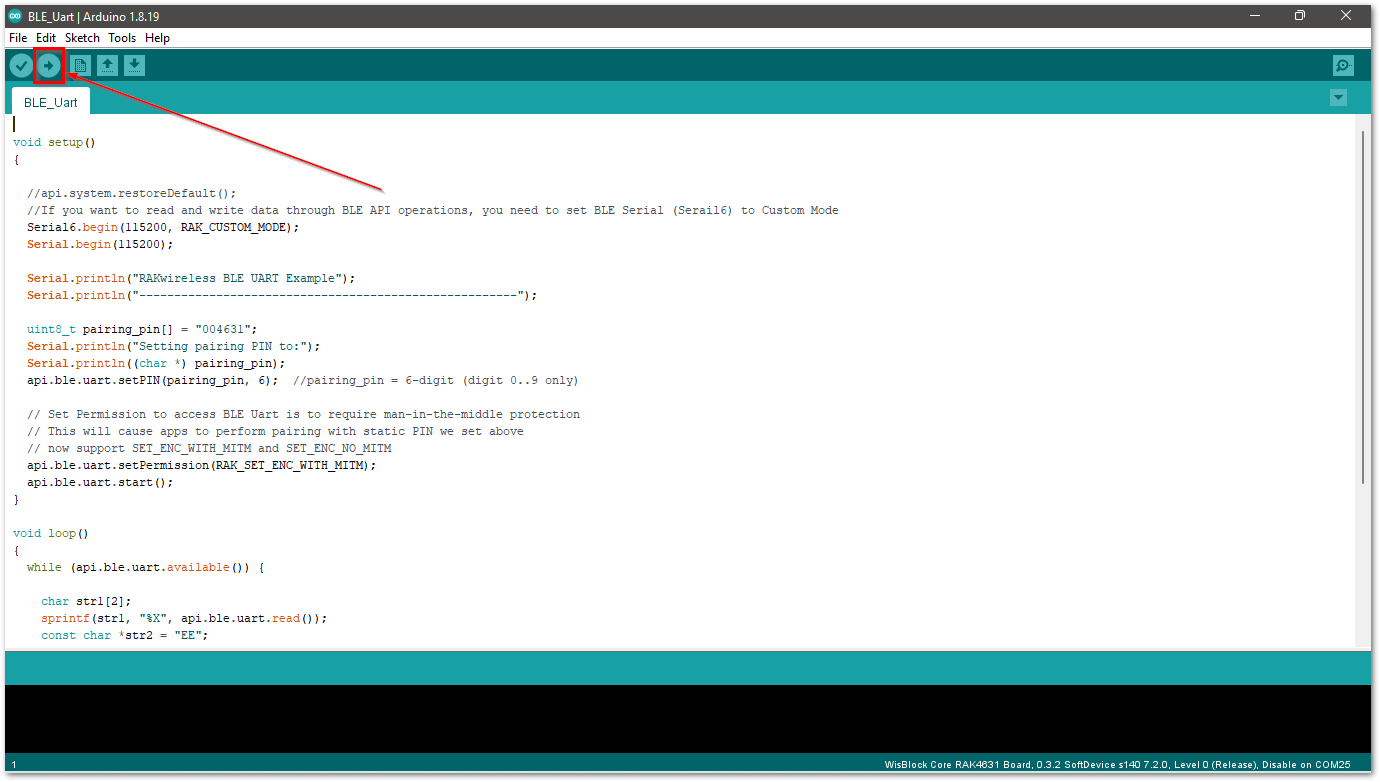 BLE_Uart | Arduino 1.8.19
File Edit Sketch Tools Help
BLE_Uart
void setup()
{
//api.system.restoreDefault();
//If you want to read and write data through BLE API operations, you need to set BLE Serial (Serail6) to Custom Mode
Serial6.begin(115200, RAK_CUSTOM_MODE);
Serial.begin(115200);
Serial.println("RAKwireless BLE UART Example");
Serial.println("------------------------------------------------------");
uint8_t pairing_pin[] = "004631";
Serial.println("Setting pairing PIN to:");
Serial.println((char *) pairing_pin);
api.ble.uart.setPIN(pairing_pin, 6);  //pairing_pin = 6-digit (digit 0..9 only)
// Set Permission to access BLE Uart is to require man-in-the-middle protection
// This will cause apps to perform pairing with static PIN we set above
// now support SET_ENC_WITH_MITM and SET_ENC_NO_MITM
api.ble.uart.setPermission(RAK_SET_ENC_WITH_MITM);
api.ble.uart.start();
}
void loop()
{
while (api.ble.uart.available()) {
char str1[2];
sprintf(str1, "%X", api.ble.uart.read());
const char *str2 = "EE";
1
WisBlock Core RAK4631 Board, 0.3.2 SoftDevice s140 7.2.0, Level 0 (Release), Disable on COM25